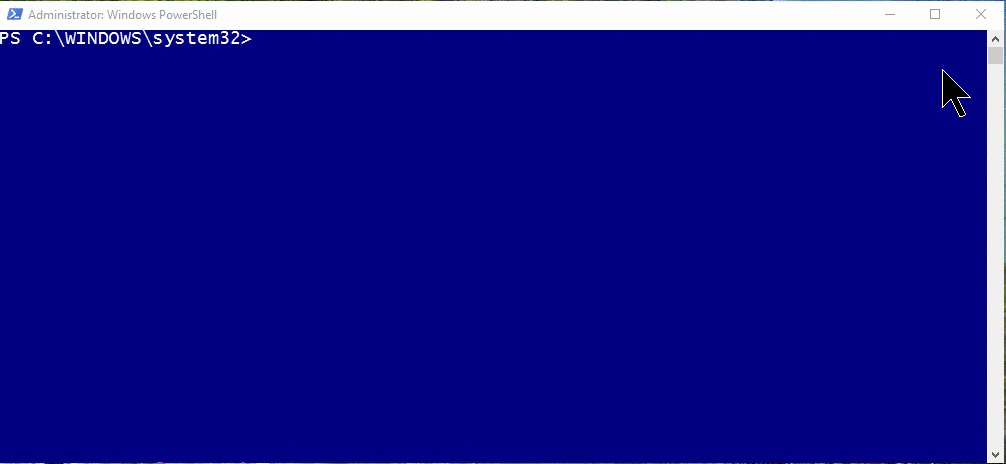 Administrator: Windows PowerShell
PS C:\WINDOWS\system32>